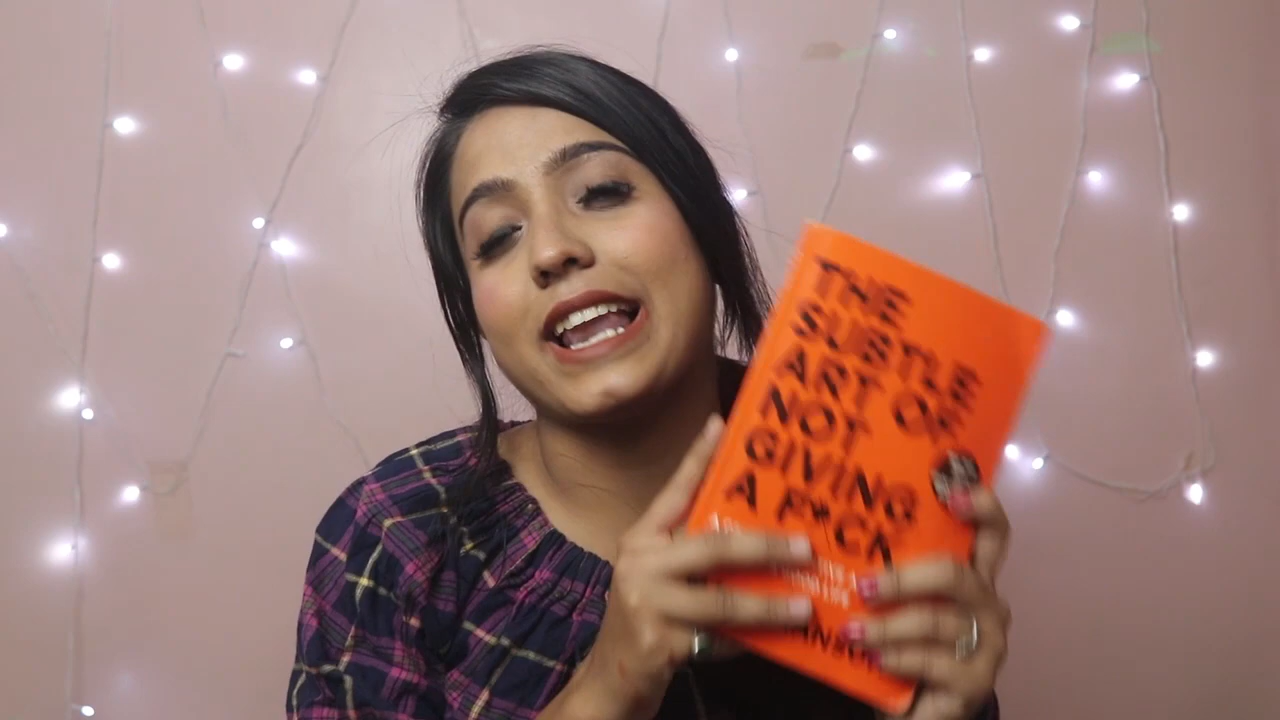 THE
SUBTLE
ART OF
NOT
GIVING
A F*CK